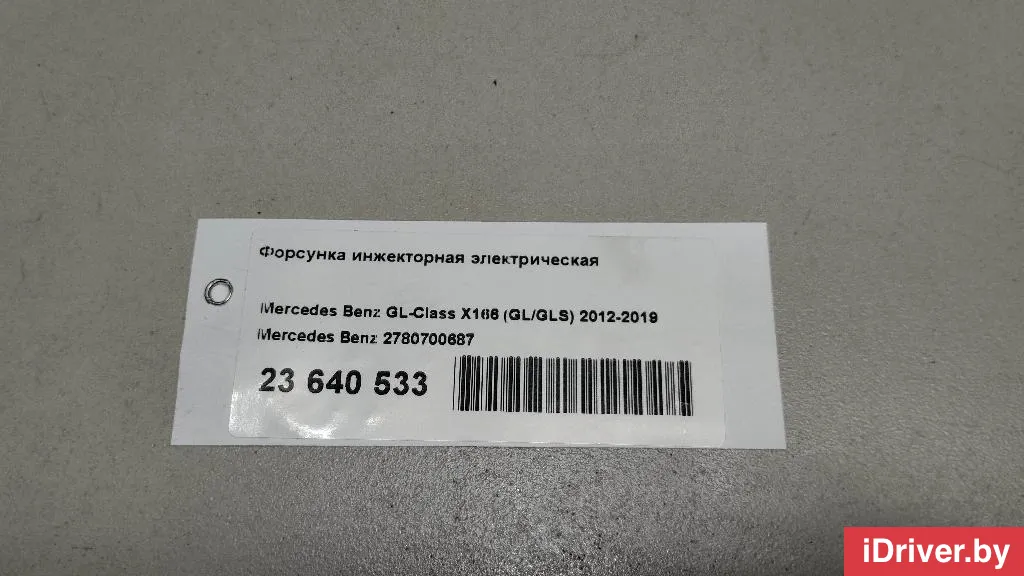 Форсунка инжекторная электрическая
Mercedes Benz GL-Class X166 (GL/GLS) 2012-2019
Mercedes Benz 2780700687
23 640 533
iDriver.by